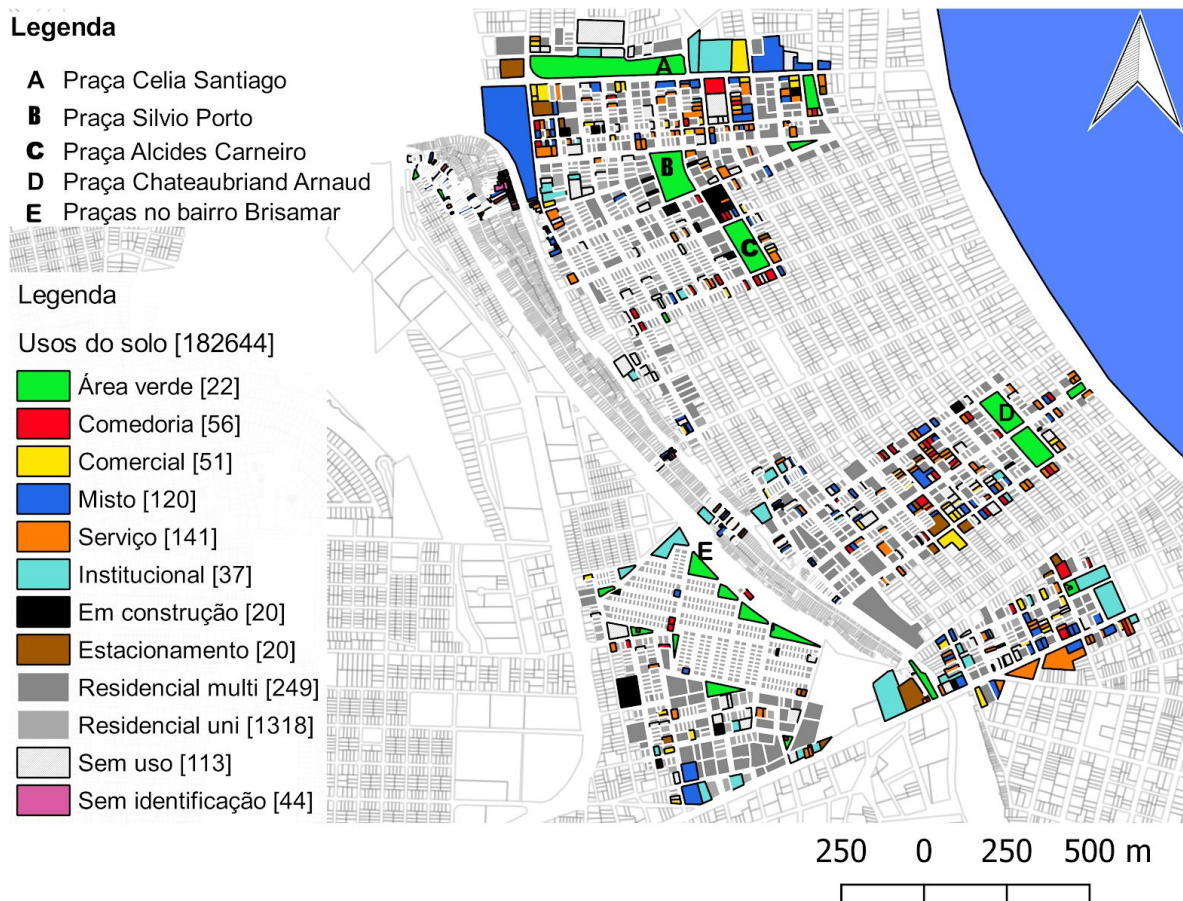 Legenda
A Praça Celia Santiago
B Praça Silvio Porto
C Praça Alcides Carneiro
D Praça Chateaubriand Arnaud
E Praças no bairro Brisamar
Legenda
Usos do solo [182644]
Área verde [22]
Comedoria [56]
Comercial [51]
Misto [120]
Serviço [141]
Institucional [37]
Em construção [20]
Estacionamento [20]
Residencial multi [249]
Residencial uni [1318]
Sem uso [113]
Sem identificação [44]
A
B
C
D
E
250 0 250 500 m